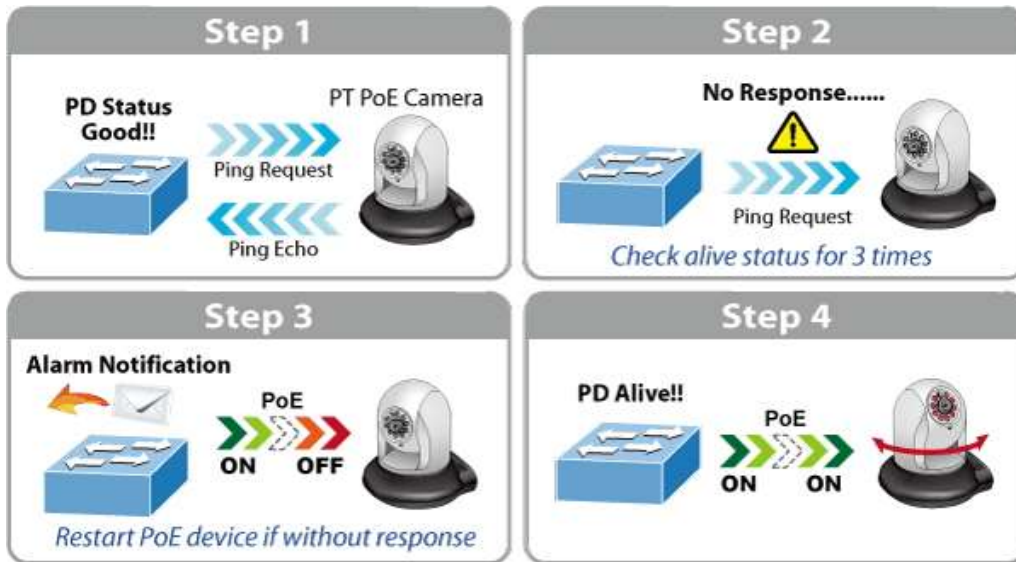 Step 1
PD Status
Good!!
PT PoE Camera
Ping Request
Ping Echo
Step 2
No Response......
Ping Request
Check alive status for 3 times
Step 3
Alarm Notification
PoE
ON
OFF
Restart PoE device if without response
Step 4
PD Alive!!
PoE
ON
ON